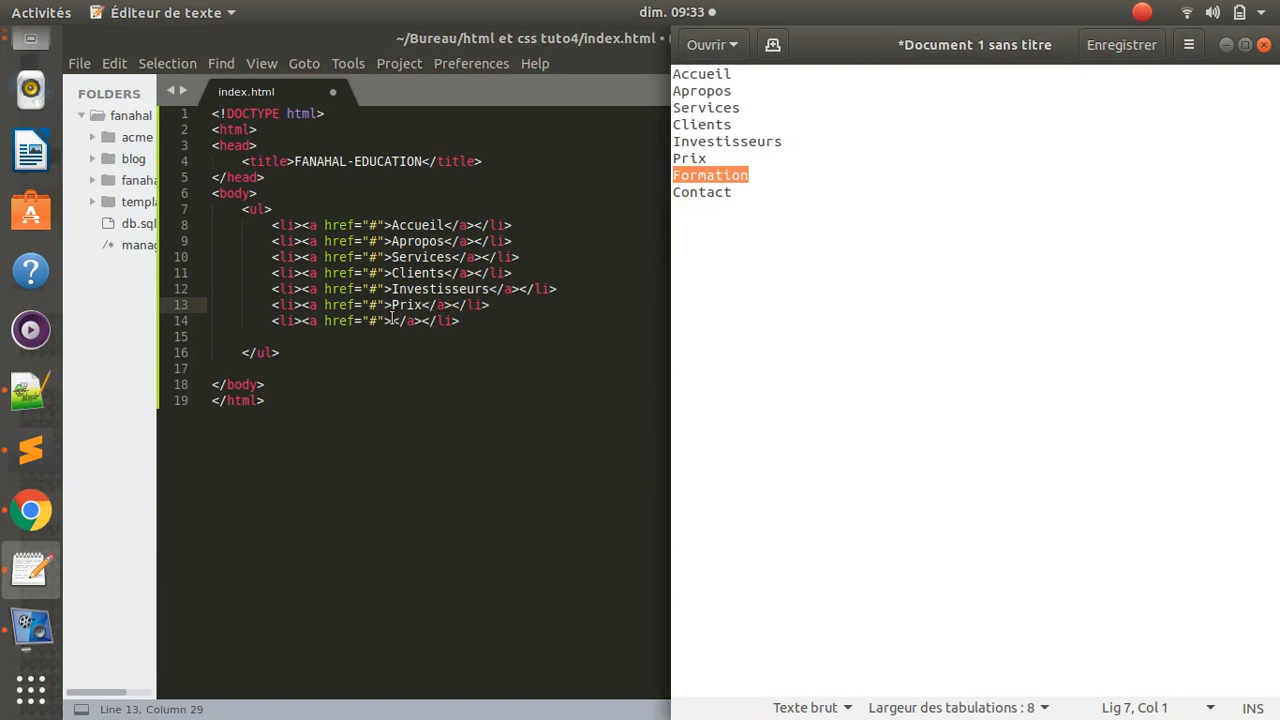 Activités
Éditeur de texte
dim. 09:33
~/Bureau/html et css tuto4/index.html •
File Edit Selection Find View Goto Tools Project Preferences Help
FOLDERS
fanahal
acme
blog
fanaha
templ
db.sql
manag
index.html
1 <!DOCTYPE html>
2 <html>
3 <head>
4 <title>FANAHAL-EDUCATION</title>
5 </head>
6 <body>
7 <ul>
8 <li><a href="#">Accueil</a></li>
9 <li><a href="#">Apropos</a></li>
10 <li><a href="#">Services</a></li>
11 <li><a href="#">Clients</a></li>
12 <li><a href="#">Investisseurs</a></li>
13 <li><a href="#">Prix</a></li>
14 <li><a href="#"></a></li>
15
16 </ul>
17
18 </body>
19 </html>
Line 13, Column 29
Ouvrir
*Document 1 sans titre
Enregistrer
Accueil
Apropos
Services
Clients
Investisseurs
Prix
Formation
Contact
Texte brut
Largeur des tabulations : 8
Lig 7, Col 1
INS